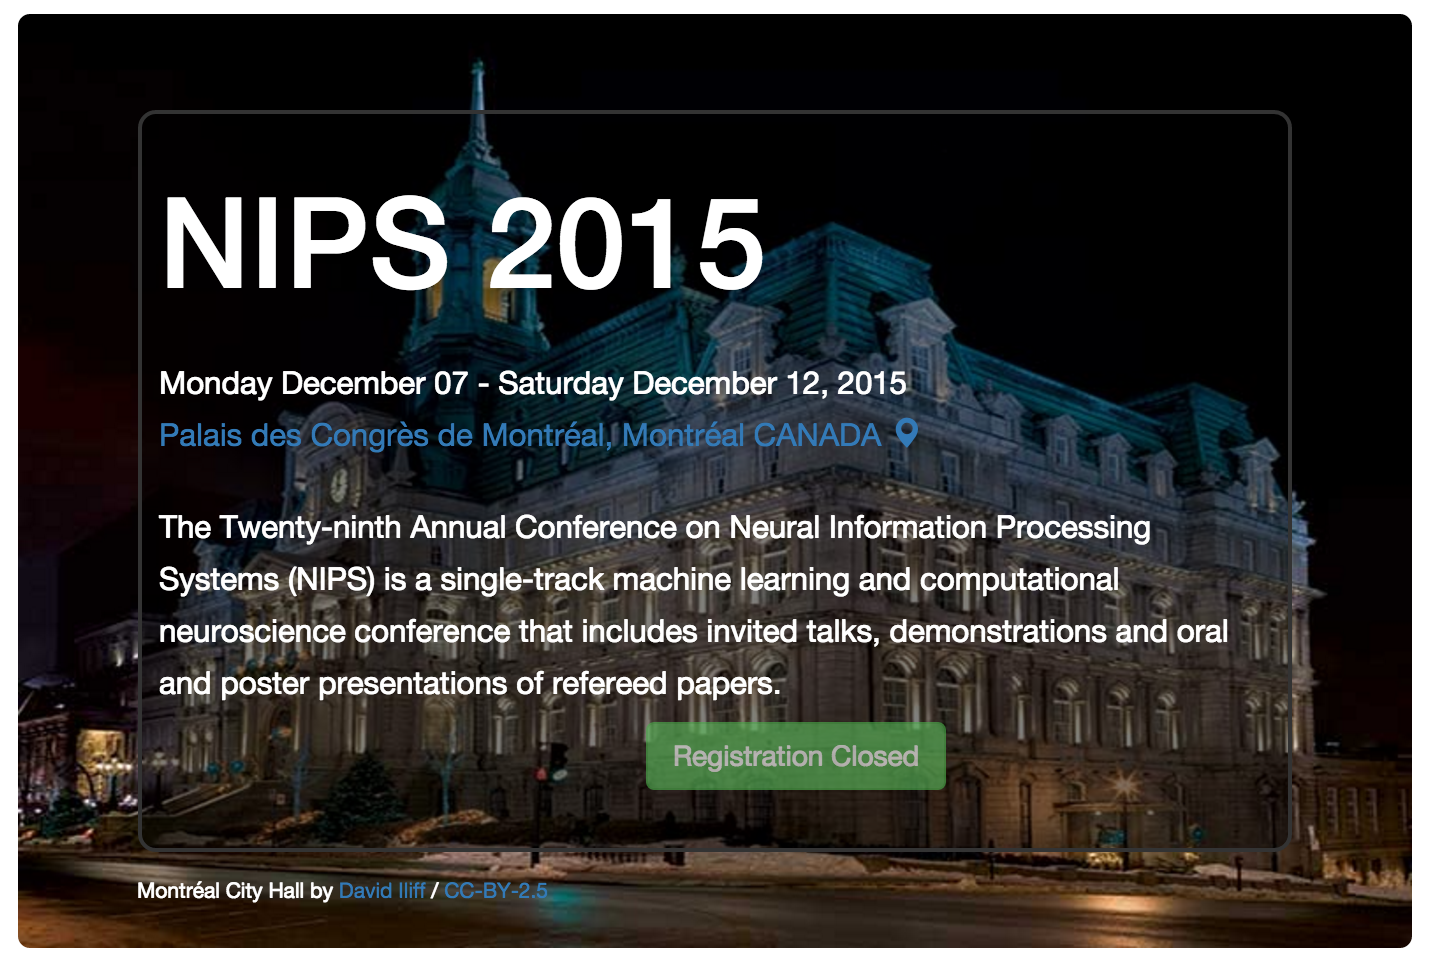 NIPS 2015
Monday December 07 - Saturday December 12, 2015
Palais des Congrès de Montréal, Montréal CANADA
The Twenty-ninth Annual Conference on Neural Information Processing
Systems (NIPS) is a single-track machine learning and computational
neuroscience conference that includes invited talks, demonstrations and oral
and poster presentations of refereed papers.
Registration Closed
Montréal City Hall by David Iliff / CC-BY-2.5